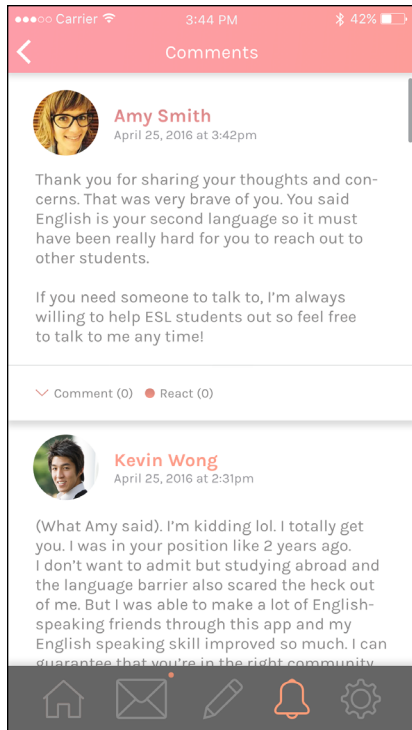 Carrier 3:44 PM 42%
Comments
Amy Smith
April 25, 2016 at 3:42pm
Thank you for sharing your thoughts and con-
cerns. That was very brave of you. You said
English is your second language so it must
have been really hard for you to reach out to
other students.
If you need someone to talk to, I'm always
willing to help ESL students out so feel free
to talk to me any time!
Comment (0) React (0)
Kevin Wong
April 25, 2016 at 2:31pm
(What Amy said). I'm kidding lol. I totally get
you. I was in your position like 2 years ago.
I don't want to admit but studying abroad and
the language barrier also scared the heck out
of me. But I was able to make a lot of English-
speaking friends through this app and my
English speaking skill improved so much. I can
guarantee that you're in the right community